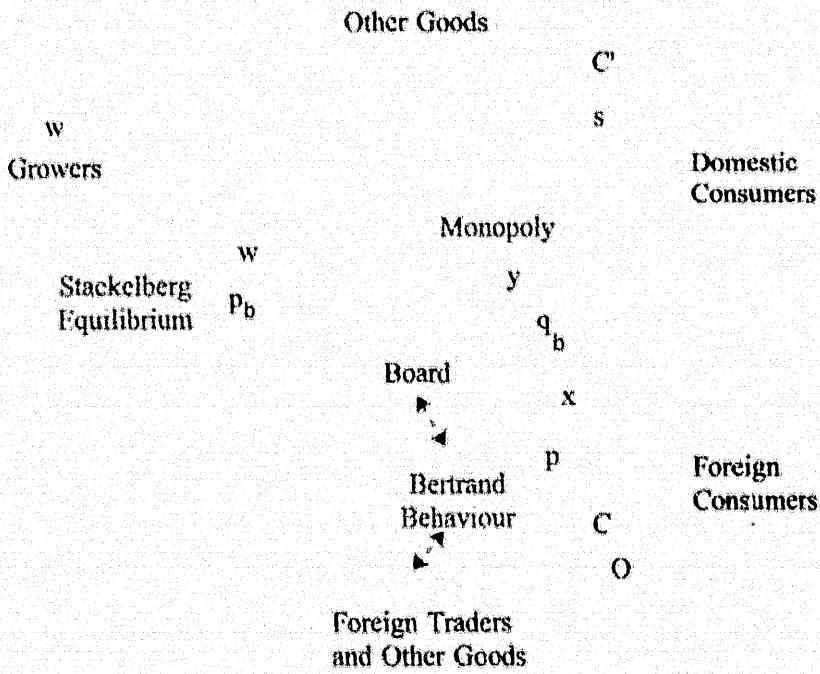 Other Goods
C'
s
w
Growers
Domestic
Consumers
Monopoly
w
y
Stackelberg
Equilibrium
p_b
q_b
Board
x
p
Foreign
Consumers
Bertrand
Behaviour
C
O
Foreign Traders
and Other Goods